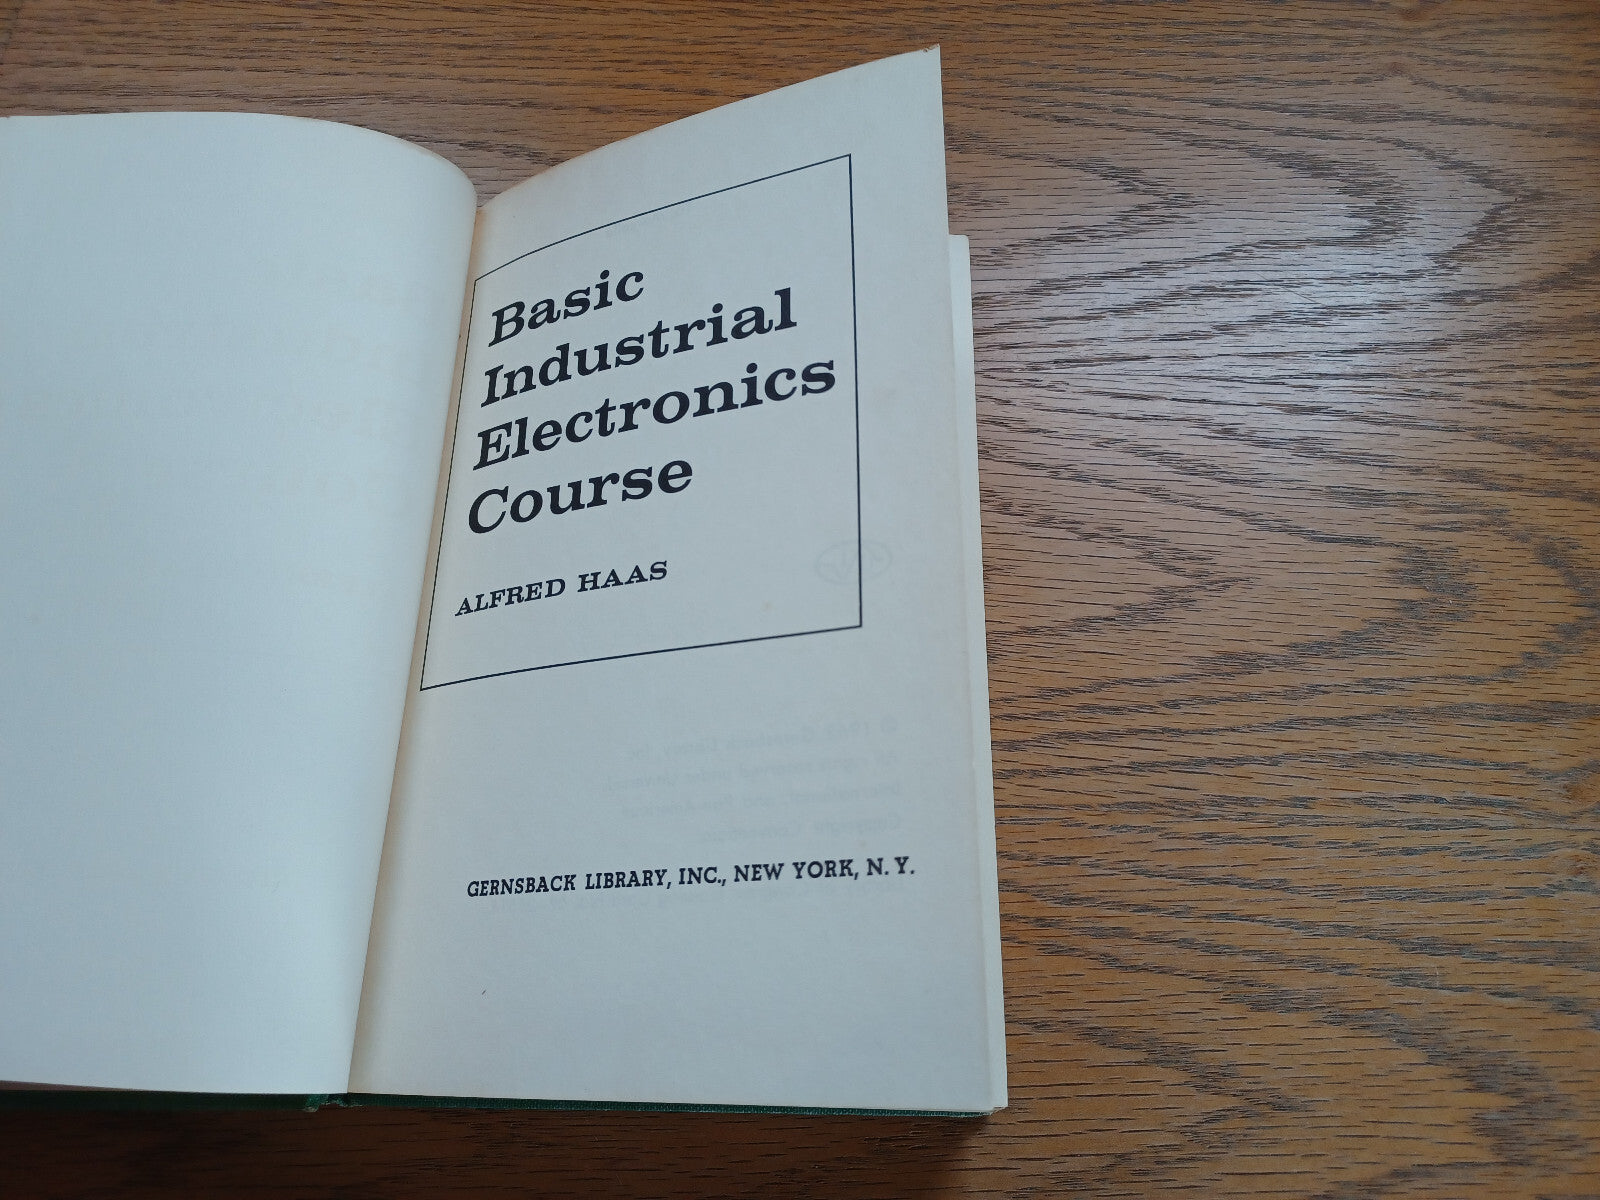 Basic
Industrial
Electronics
Course
ALFRED HAAS
GERNSBACK LIBRARY, INC., NEW YORK, N. Y.